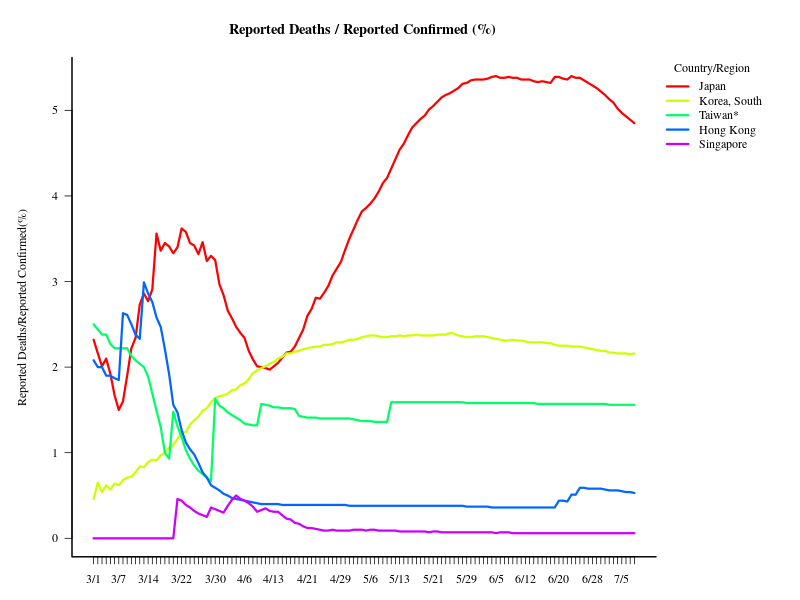 Reported Deaths / Reported Confirmed (%)
Country/Region
Japan
Korea, South
Taiwan*
Hong Kong
Singapore
Reported Deaths/Reported Confirmed(%)
5
4
3
2
1
0
3/1 3/7 3/14 3/22 3/30 4/6 4/13 4/21 4/29 5/6 5/13 5/21 5/29 6/5 6/12 6/20 6/28 7/5